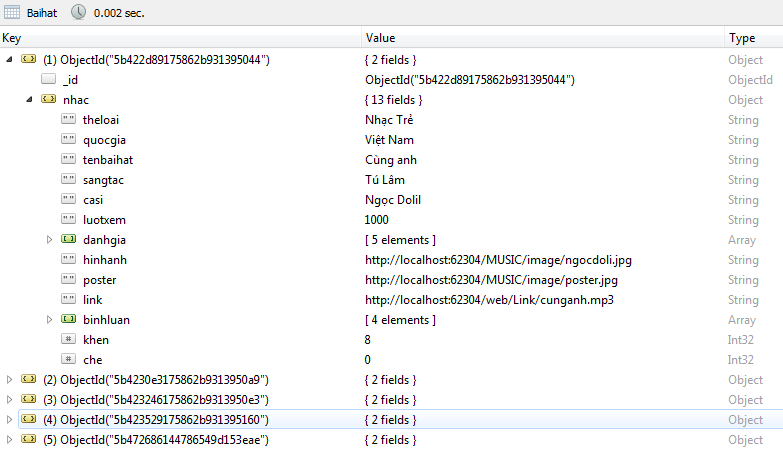 Baihat 0.002 sec.
Key Value Type
(1) ObjectId("5b422d89175862b931395044") { 2 fields } Object
_id ObjectId("5b422d89175862b931395044") ObjectId
nhac { 13 fields } Object
theloai Nhạc Trẻ String
quocgia Việt Nam String
tenbaihat Cùng anh String
sangtac Tú Lâm String
casi Ngọc Dolil String
luotxem 1000 String
danhgia [ 5 elements ] Array
hinhanh http://localhost:62304/MUSIC/image/ngocdoli.jpg String
poster http://localhost:62304/MUSIC/image/poster.jpg String
link http://localhost:62304/web/Link/cunganh.mp3 String
binhluan [ 4 elements ] Array
khen 8 Int32
che 0 Int32
(2) ObjectId("5b4230e3175862b9313950a9") { 2 fields } Object
(3) ObjectId("5b423246175862b9313950e3") { 2 fields } Object
(4) ObjectId("5b423529175862b931395160") { 2 fields } Object
(5) ObjectId("5b472686144786549d153eae") { 2 fields } Object